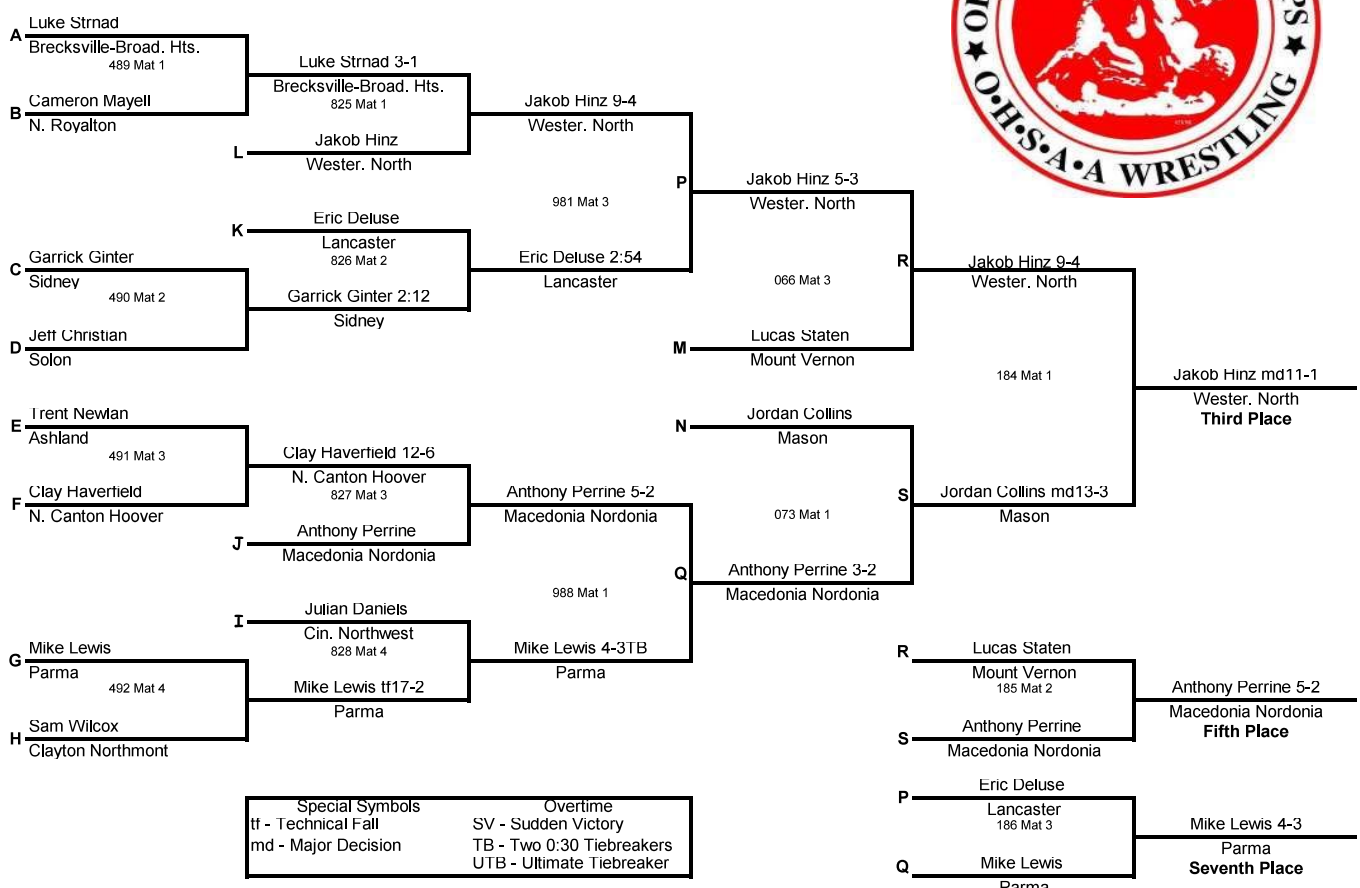 A Luke Strnad
Brecksville-Broad. Hts.
489 Mat 1
B Cameron Mayell
N. Royalton
Luke Strnad 3-1
Brecksville-Broad. Hts.
825 Mat 1
L Jakob Hinz
Wester. North
Jakob Hinz 9-4
Wester. North
981 Mat 3
K Eric Deluse
Lancaster
826 Mat 2
C Garrick Ginter
Sidney
490 Mat 2
D Jeff Christian
Solon
Garrick Ginter 2:12
Sidney
Eric Deluse 2:54
Lancaster
P Jakob Hinz 5-3
Wester. North
066 Mat 3
M Lucas Staten
Mount Vernon
R Jakob Hinz 9-4
Wester. North
184 Mat 1
Jakob Hinz md11-1
Wester. North
Third Place
E Trent Newlan
Ashland
491 Mat 3
F Clay Haverfield
N. Canton Hoover
Clay Haverfield 12-6
N. Canton Hoover
827 Mat 3
J Anthony Perrine
Macedonia Nordonia
Anthony Perrine 5-2
Macedonia Nordonia
988 Mat 1
I Julian Daniels
Cin. Northwest
828 Mat 4
G Mike Lewis
Parma
492 Mat 4
H Sam Wilcox
Clayton Northmont
Mike Lewis tf17-2
Parma
Mike Lewis 4-3TB
Parma
N Jordan Collins
Mason
073 Mat 1
Q Anthony Perrine 3-2
Macedonia Nordonia
S Jordan Collins md13-3
Mason
R Lucas Staten
Mount Vernon
185 Mat 2
S Anthony Perrine
Macedonia Nordonia
Anthony Perrine 5-2
Macedonia Nordonia
Fifth Place
P Eric Deluse
Lancaster
186 Mat 3
Q Mike Lewis
Parma
Mike Lewis 4-3
Parma
Seventh Place
Special Symbols
tf - Technical Fall
md - Major Decision
Overtime
SV - Sudden Victory
TB - Two 0:30 Tiebreakers
UTB - Ultimate Tiebreaker
★ O•H•S•A•A WRESTLING ★